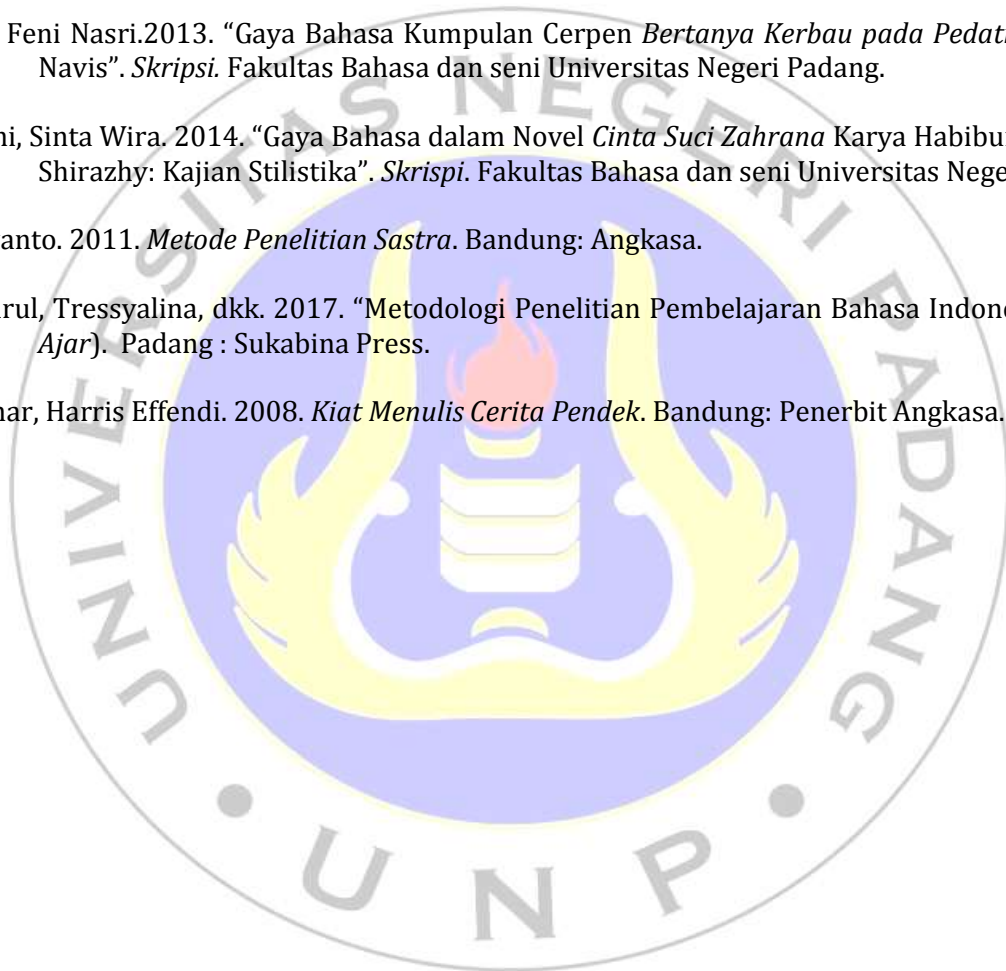 Feni Nasri.2013. “Gaya Bahasa Kumpulan Cerpen Bertanya Kerbau pada Pedati
Navis”. Skripsi. Fakultas Bahasa dan seni Universitas Negeri Padang.
ni, Sinta Wira. 2014. “Gaya Bahasa dalam Novel Cinta Suci Zahrana Karya Habibur
Shirazhy: Kajian Stilistika”. Skrispi. Fakultas Bahasa dan seni Universitas Nege
anto. 2011. Metode Penelitian Sastra. Bandung: Angkasa.
rul, Tressyalina, dkk. 2017. “Metodologi Penelitian Pembelajaran Bahasa Indone
Ajar). Padang : Sukabina Press.
nar, Harris Effendi. 2008. Kiat Menulis Cerita Pendek. Bandung: Penerbit Angkasa.
UNIVERSITAS NEGERI PADANG
• UNP •